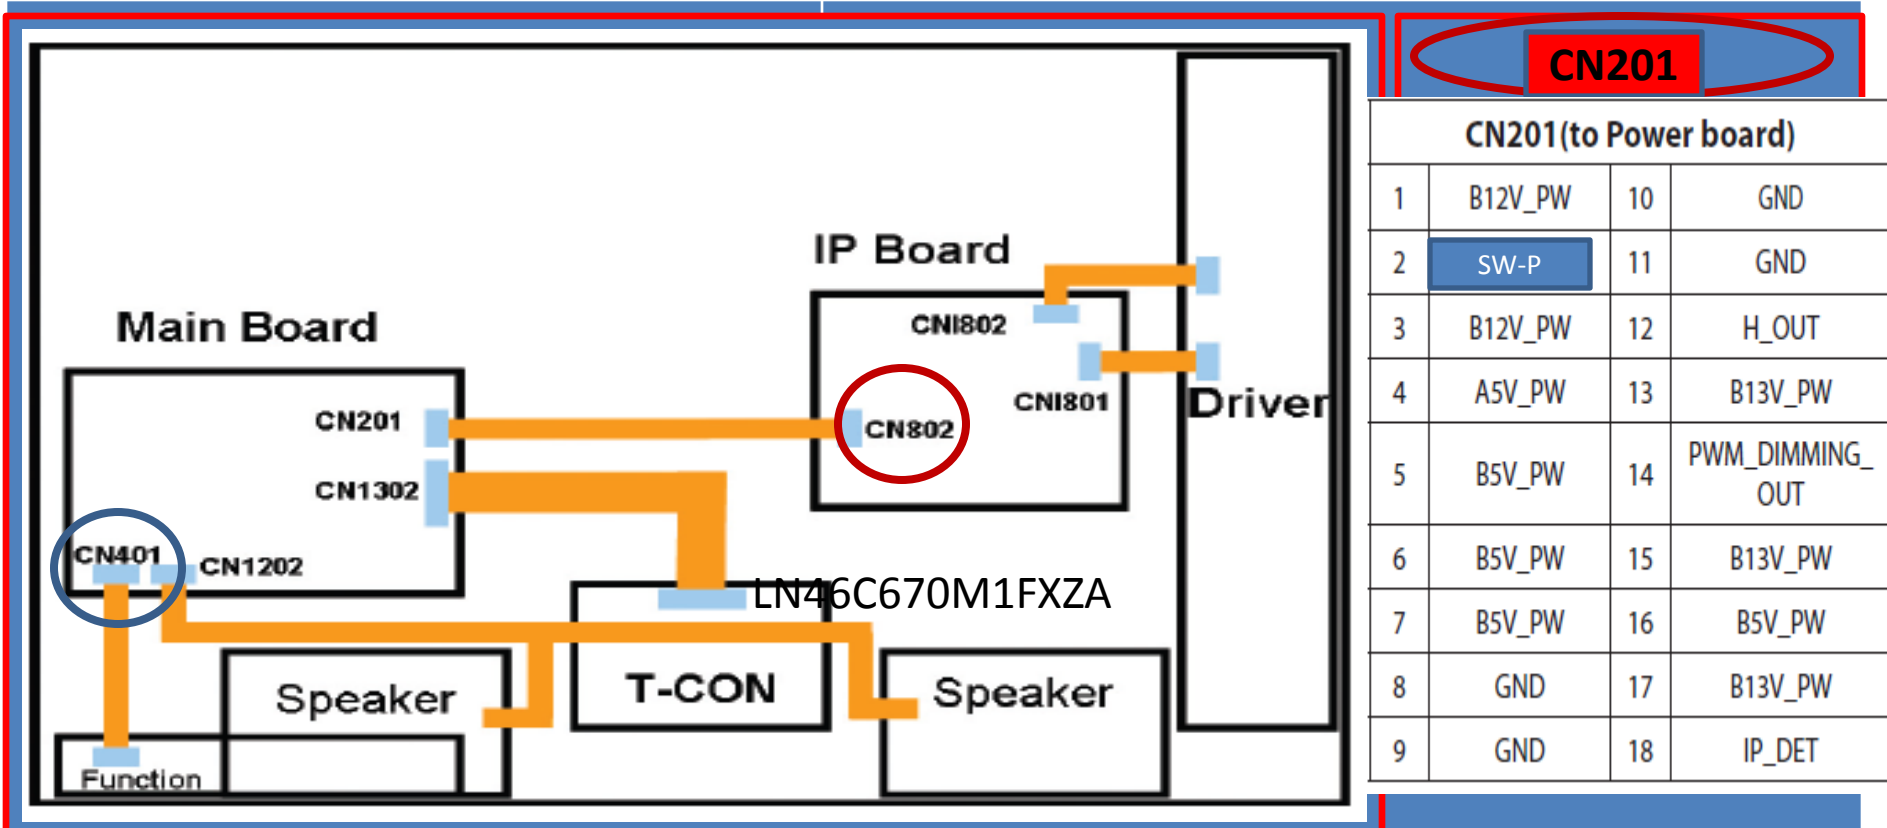 CN201
IP Board
Main Board
CNI802
CN201
CN802
CNI801
Driver
CN1302
CN401
CN1202
LN46C670M1FXZA
Speaker
T-CON
Speaker
Function
CN201(to Power board)
1 B12V_PW 10 GND
2 SW-P 11 GND
3 B12V_PW 12 H_OUT
4 A5V_PW 13 B13V_PW
5 B5V_PW 14 PWM_DIMMING_
OUT
6 B5V_PW 15 B13V_PW
7 B5V_PW 16 B5V_PW
8 GND 17 B13V_PW
9 GND 18 IP_DET